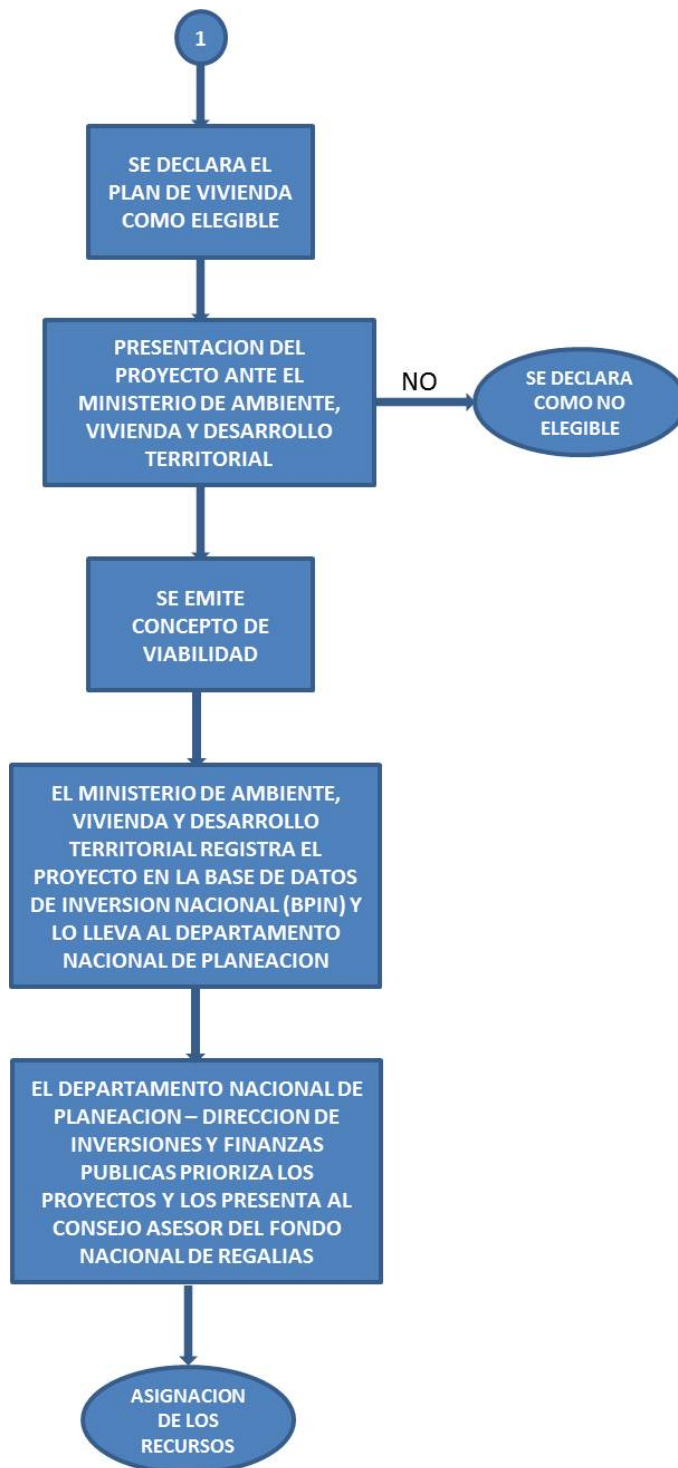 1
SE DECLARA EL
PLAN DE VIVIENDA
COMO ELEGIBLE
PRESENTACION DEL
PROYECTO ANTE EL
MINISTERIO DE AMBIENTE,
VIVIENDA Y DESARROLLO
TERRITORIAL
NO
SE DECLARA
COMO NO
ELEGIBLE
SE EMITE
CONCEPTO DE
VIABILIDAD
EL MINISTERIO DE AMBIENTE,
VIVIENDA Y DESARROLLO
TERRITORIAL REGISTRA EL
PROYECTO EN LA BASE DE DATOS
DE INVERSION NACIONAL (BPIN) Y
LO LLEVA AL DEPARTAMENTO
NACIONAL DE PLANEACION
EL DEPARTAMENTO NACIONAL DE
PLANEACION – DIRECCION DE
INVERSIONES Y FINANZAS
PUBLICAS PRIORIZA LOS
PROYECTOS Y LOS PRESENTA AL
CONSEJO ASESOR DEL FONDO
NACIONAL DE REGALIAS
ASIGNACION
DE LOS
RECURSOS